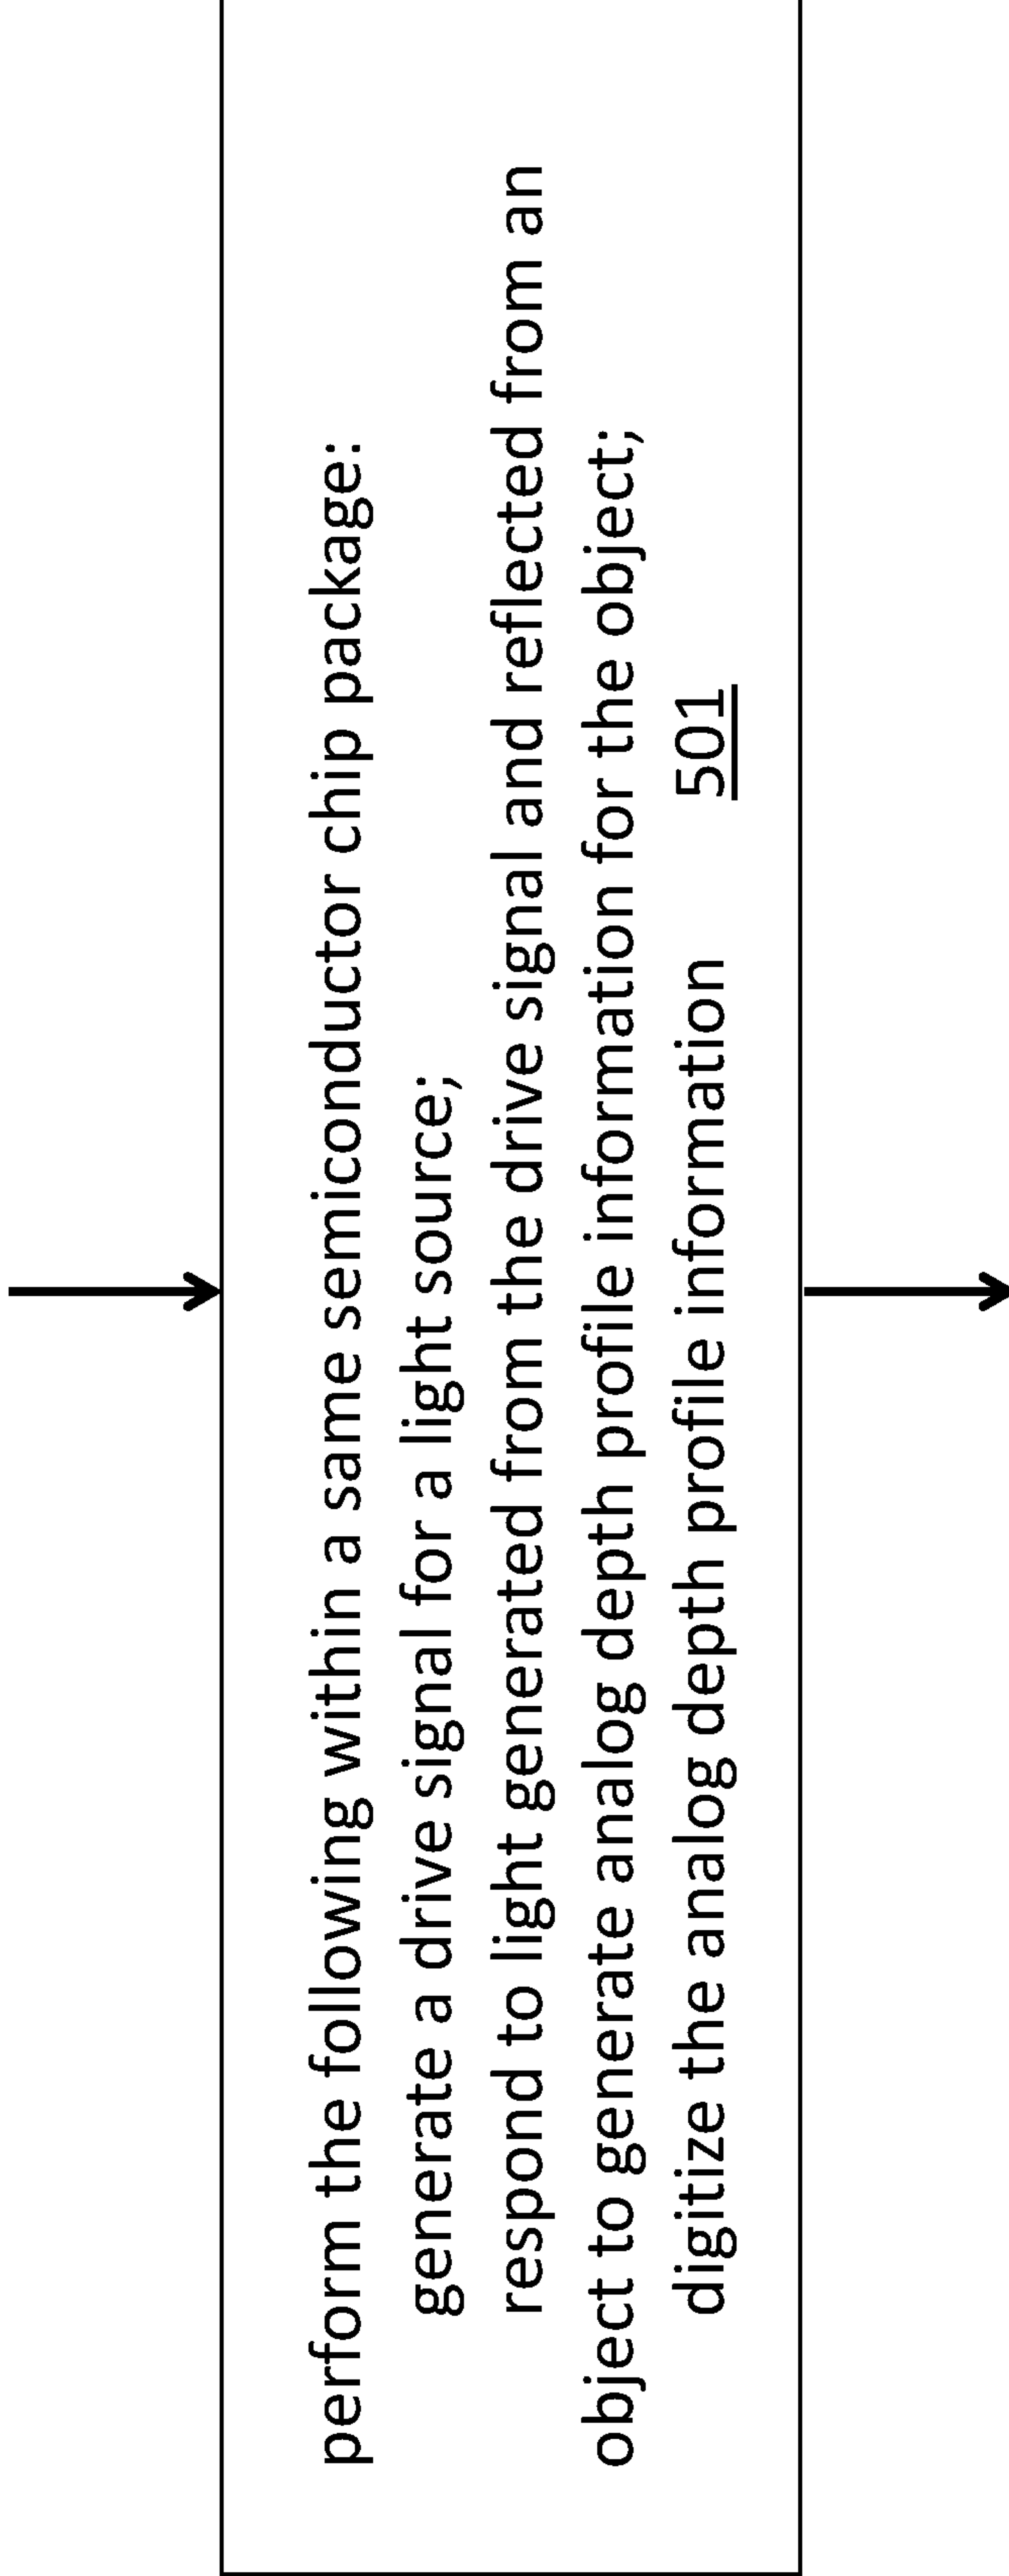 perform the following within a same semiconductor chip package:
generate a drive signal for a light source;
respond to light generated from the drive signal and reflected from an
object to generate analog depth profile information for the object;
digitize the analog depth profile information 501